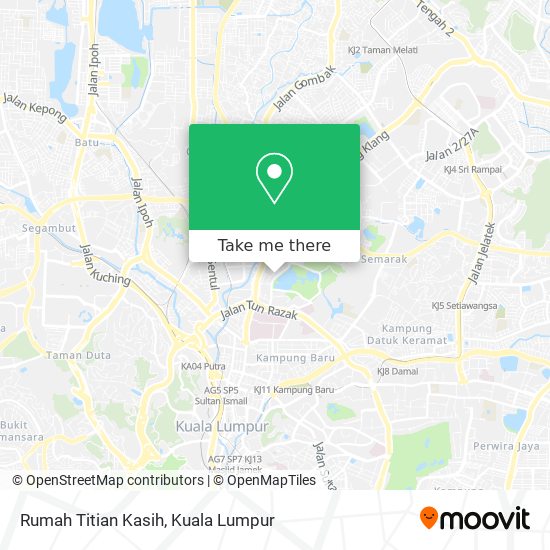 Tengah 2
KJ2 Taman Melati
Jalan Ipoh
Jalan Gombak
Jalan Kepong
Klang
Jalan 2/27A
Batu
KJ4 Sri Rampai
Jalan Ipoh
Segambut
Take me there
Semarak
Jalan Jelatek
Jalan Kuching
Gentul
KJ5 Setiawangsa
Jalan Tun Razak
Kampung
Datuk Keramat
Taman Duta
Kampung Baru
KA04 Putra
KJ8 Damai
AG5 SP5
Sultan Ismail
KJ11 Kampung Baru
Bukit
Kuala Lumpur
Perwira Jaya
AG7 SP7 KJ13
Masjid Jamek
© OpenStreetMap contributors | © OpenMapTiles
Rumah Titian Kasih, Kuala Lumpur
moovit